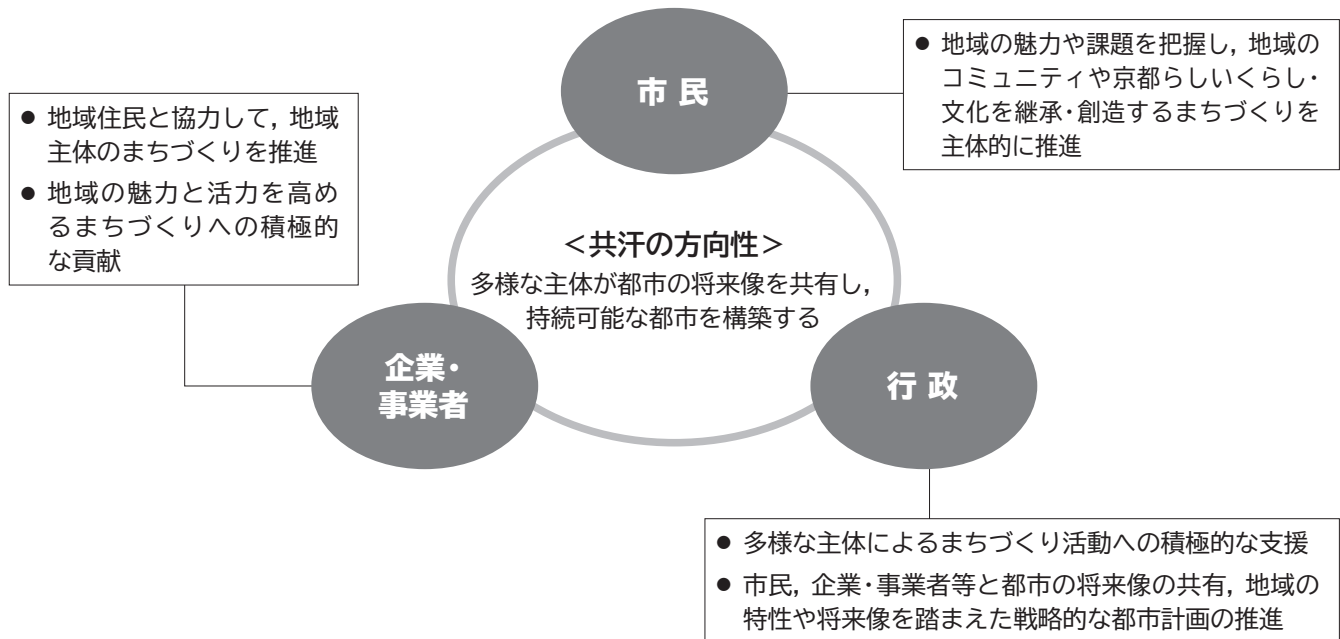 市民
● 地域の魅力や課題を把握し，地域の
コミュニティや京都らしいくらし・
文化を継承・創造するまちづくりを
主体的に推進
● 地域住民と協力して，地域
主体のまちづくりを推進
● 地域の魅力と活力を高め
るまちづくりへの積極的
な貢献
＜共汗の方向性＞
多様な主体が都市の将来像を共有し，
持続可能な都市を構築する
企業・
事業者
行政
● 多様な主体によるまちづくり活動への積極的な支援
● 市民，企業・事業者等と都市の将来像の共有，地域の
特性や将来像を踏まえた戦略的な都市計画の推進